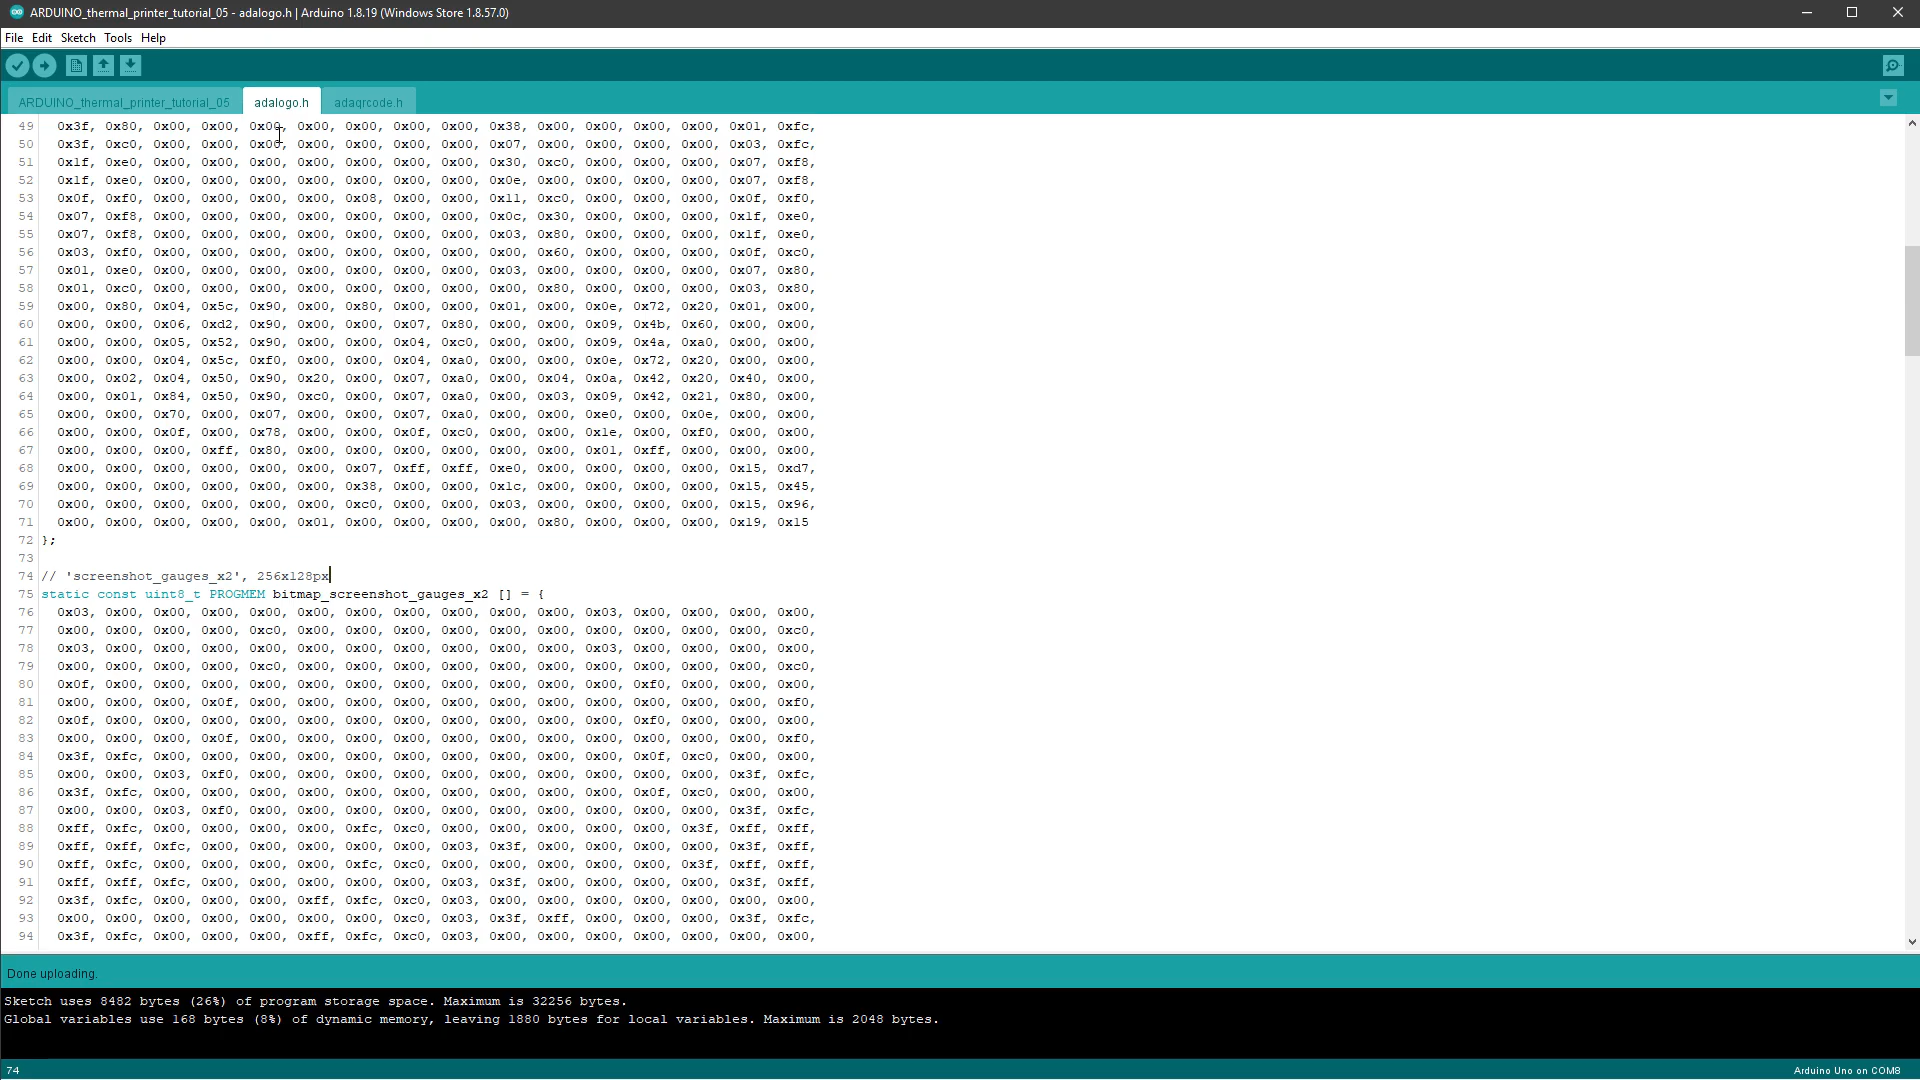 ARDUINO_thermal_printer_tutorial_05 - adalogo.h | Arduino 1.8.19 (Windows Store 1.8.57.0)
File Edit Sketch Tools Help
ARDUINO_thermal_printer_tutorial_05 adalogo.h adaqrcode.h
49 0x3f, 0x80, 0x00, 0x00, 0x00, 0x00, 0x00, 0x00, 0x00, 0x38, 0x00, 0x00, 0x00, 0x00, 0x01, 0xfc,
50 0x3f, 0xc0, 0x00, 0x00, 0x00, 0x00, 0x00, 0x00, 0x00, 0x07, 0x00, 0x00, 0x00, 0x00, 0x03, 0xfc,
51 0x1f, 0xe0, 0x00, 0x00, 0x00, 0x00, 0x00, 0x00, 0x00, 0x30, 0xc0, 0x00, 0x00, 0x00, 0x07, 0xf8,
52 0x1f, 0xe0, 0x00, 0x00, 0x00, 0x00, 0x00, 0x00, 0x00, 0x0e, 0x00, 0x00, 0x00, 0x00, 0x07, 0xf8,
53 0x0f, 0xf0, 0x00, 0x00, 0x00, 0x00, 0x08, 0x00, 0x00, 0x11, 0xc0, 0x00, 0x00, 0x00, 0x0f, 0xf0,
54 0x07, 0xf8, 0x00, 0x00, 0x00, 0x00, 0x00, 0x00, 0x00, 0x0c, 0x30, 0x00, 0x00, 0x00, 0x1f, 0xe0,
55 0x07, 0xf8, 0x00, 0x00, 0x00, 0x00, 0x00, 0x00, 0x00, 0x03, 0x80, 0x00, 0x00, 0x00, 0x1f, 0xe0,
56 0x03, 0xf0, 0x00, 0x00, 0x00, 0x00, 0x00, 0x00, 0x00, 0x00, 0x60, 0x00, 0x00, 0x00, 0x0f, 0xc0,
57 0x01, 0xe0, 0x00, 0x00, 0x00, 0x00, 0x00, 0x00, 0x03, 0x00, 0x00, 0x00, 0x00, 0x00, 0x07, 0x80,
58 0x01, 0xc0, 0x00, 0x00, 0x00, 0x00, 0x00, 0x00, 0x00, 0x00, 0x80, 0x00, 0x00, 0x00, 0x03, 0x80,
59 0x00, 0x80, 0x04, 0x5c, 0x90, 0x00, 0x80, 0x00, 0x00, 0x01, 0x00, 0x0e, 0x72, 0x20, 0x01, 0x00,
60 0x00, 0x00, 0x06, 0xd2, 0x90, 0x00, 0x00, 0x07, 0x80, 0x00, 0x00, 0x09, 0x4b, 0x60, 0x00, 0x00,
61 0x00, 0x00, 0x05, 0x52, 0x90, 0x00, 0x00, 0x04, 0xc0, 0x00, 0x00, 0x09, 0x4a, 0xa0, 0x00, 0x00,
62 0x00, 0x00, 0x04, 0x5c, 0xf0, 0x00, 0x00, 0x04, 0xa0, 0x00, 0x00, 0x0e, 0x72, 0x20, 0x00, 0x00,
63 0x00, 0x02, 0x04, 0x50, 0x90, 0x20, 0x00, 0x07, 0xa0, 0x00, 0x04, 0x0a, 0x42, 0x20, 0x40, 0x00,
64 0x00, 0x01, 0x84, 0x50, 0x90, 0xc0, 0x00, 0x07, 0xa0, 0x00, 0x03, 0x09, 0x42, 0x21, 0x80, 0x00,
65 0x00, 0x00, 0x70, 0x00, 0x07, 0x00, 0x00, 0x07, 0xa0, 0x00, 0x00, 0xe0, 0x00, 0x0e, 0x00, 0x00,
66 0x00, 0x00, 0x0f, 0x00, 0x78, 0x00, 0x00, 0x0f, 0xc0, 0x00, 0x00, 0x1e, 0x00, 0xf0, 0x00, 0x00,
67 0x00, 0x00, 0x00, 0xff, 0x80, 0x00, 0x00, 0x00, 0x00, 0x00, 0x00, 0x01, 0xff, 0x00, 0x00, 0x00,
68 0x00, 0x00, 0x00, 0x00, 0x00, 0x00, 0x07, 0xff, 0xff, 0xe0, 0x00, 0x00, 0x00, 0x00, 0x15, 0xd7,
69 0x00, 0x00, 0x00, 0x00, 0x00, 0x00, 0x38, 0x00, 0x00, 0x1c, 0x00, 0x00, 0x00, 0x00, 0x15, 0x45,
70 0x00, 0x00, 0x00, 0x00, 0x00, 0x00, 0xc0, 0x00, 0x00, 0x03, 0x00, 0x00, 0x00, 0x00, 0x15, 0x96,
71 0x00, 0x00, 0x00, 0x00, 0x00, 0x01, 0x00, 0x00, 0x00, 0x00, 0x80, 0x00, 0x00, 0x00, 0x19, 0x15
72 };
73
74 // 'screenshot_gauges_x2', 256x128px
75 static const uint8_t PROGMEM bitmap_screenshot_gauges_x2 [] = {
76 0x03, 0x00, 0x00, 0x00, 0x00, 0x00, 0x00, 0x00, 0x00, 0x00, 0x00, 0x03, 0x00, 0x00, 0x00, 0x00,
77 0x00, 0x00, 0x00, 0x00, 0xc0, 0x00, 0x00, 0x00, 0x00, 0x00, 0x00, 0x00, 0x00, 0x00, 0x00, 0xc0,
78 0x03, 0x00, 0x00, 0x00, 0x00, 0x00, 0x00, 0x00, 0x00, 0x00, 0x00, 0x03, 0x00, 0x00, 0x00, 0x00,
79 0x00, 0x00, 0x00, 0x00, 0xc0, 0x00, 0x00, 0x00, 0x00, 0x00, 0x00, 0x00, 0x00, 0x00, 0x00, 0xc0,
80 0x0f, 0x00, 0x00, 0x00, 0x00, 0x00, 0x00, 0x00, 0x00, 0x00, 0x00, 0x00, 0xf0, 0x00, 0x00, 0x00,
81 0x00, 0x00, 0x00, 0x0f, 0x00, 0x00, 0x00, 0x00, 0x00, 0x00, 0x00, 0x00, 0x00, 0x00, 0x00, 0xf0,
82 0x0f, 0x00, 0x00, 0x00, 0x00, 0x00, 0x00, 0x00, 0x00, 0x00, 0x00, 0x00, 0xf0, 0x00, 0x00, 0x00,
83 0x00, 0x00, 0x00, 0x0f, 0x00, 0x00, 0x00, 0x00, 0x00, 0x00, 0x00, 0x00, 0x00, 0x00, 0x00, 0xf0,
84 0x3f, 0xfc, 0x00, 0x00, 0x00, 0x00, 0x00, 0x00, 0x00, 0x00, 0x00, 0x00, 0x0f, 0xc0, 0x00, 0x00,
85 0x00, 0x00, 0x03, 0xf0, 0x00, 0x00, 0x00, 0x00, 0x00, 0x00, 0x00, 0x00, 0x00, 0x00, 0x3f, 0xfc,
86 0x3f, 0xfc, 0x00, 0x00, 0x00, 0x00, 0x00, 0x00, 0x00, 0x00, 0x00, 0x00, 0x0f, 0xc0, 0x00, 0x00,
87 0x00, 0x00, 0x03, 0xf0, 0x00, 0x00, 0x00, 0x00, 0x00, 0x00, 0x00, 0x00, 0x00, 0x00, 0x3f, 0xfc,
88 0xff, 0xfc, 0x00, 0x00, 0x00, 0x00, 0xfc, 0xc0, 0x00, 0x00, 0x00, 0x00, 0x00, 0x3f, 0xff, 0xff,
89 0xff, 0xff, 0xfc, 0x00, 0x00, 0x00, 0x00, 0x00, 0x03, 0x3f, 0x00, 0x00, 0x00, 0x00, 0x3f, 0xff,
90 0xff, 0xfc, 0x00, 0x00, 0x00, 0x00, 0xfc, 0xc0, 0x00, 0x00, 0x00, 0x00, 0x00, 0x3f, 0xff, 0xff,
91 0xff, 0xff, 0xfc, 0x00, 0x00, 0x00, 0x00, 0x00, 0x03, 0x3f, 0x00, 0x00, 0x00, 0x00, 0x3f, 0xff,
92 0x3f, 0xfc, 0x00, 0x00, 0x00, 0xff, 0xfc, 0xc0, 0x03, 0x00, 0x00, 0x00, 0x00, 0x00, 0x00, 0x00,
93 0x00, 0x00, 0x00, 0x00, 0x00, 0x00, 0x00, 0xc0, 0x03, 0x3f, 0xff, 0x00, 0x00, 0x00, 0x3f, 0xfc,
94 0x3f, 0xfc, 0x00, 0x00, 0x00, 0xff, 0xfc, 0xc0, 0x03, 0x00, 0x00, 0x00, 0x00, 0x00, 0x00, 0x00,
Done uploading.
Sketch uses 8482 bytes (26%) of program storage space. Maximum is 32256 bytes.
Global variables use 168 bytes (8%) of dynamic memory, leaving 1880 bytes for local variables. Maximum is 2048 bytes.
74 Arduino Uno on COM8